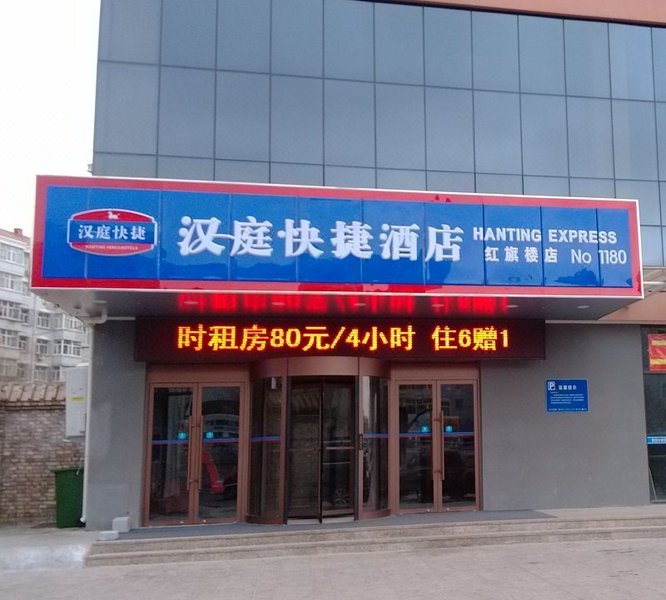 汉庭快捷
汉庭·快捷酒店
HANTING EXPRESS
红旗楼店 No 1180
时租房80元/4小时 住6赠1
P